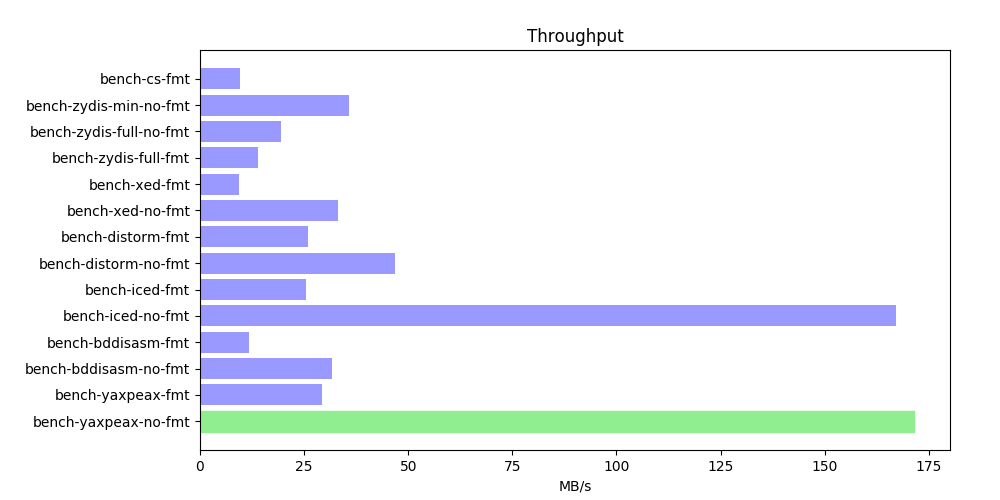 Throughput
bench-cs-fmt
bench-zydis-min-no-fmt
bench-zydis-full-no-fmt
bench-zydis-full-fmt
bench-xed-fmt
bench-xed-no-fmt
bench-distorm-fmt
bench-distorm-no-fmt
bench-iced-fmt
bench-iced-no-fmt
bench-bddisasm-fmt
bench-bddisasm-no-fmt
bench-yaxpeax-fmt
bench-yaxpeax-no-fmt
0 25 50 75 100 125 150 175
MB/s